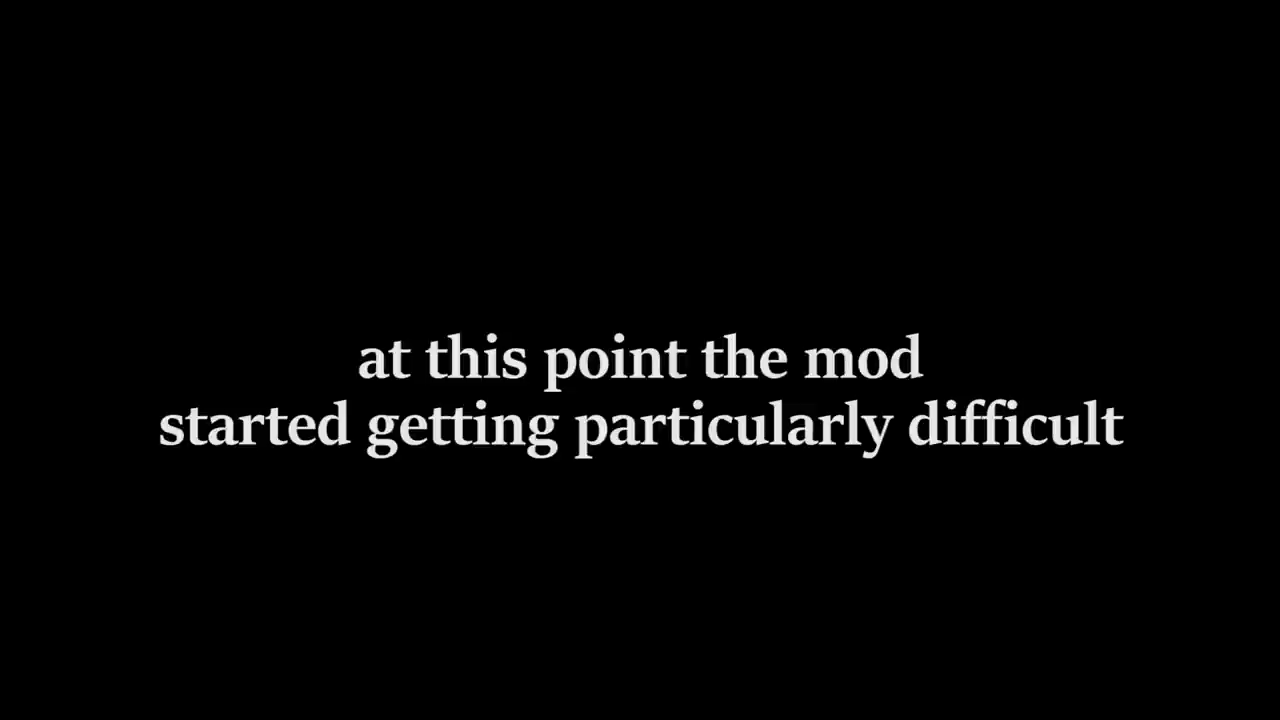 at this point the mod
started getting particularly difficult